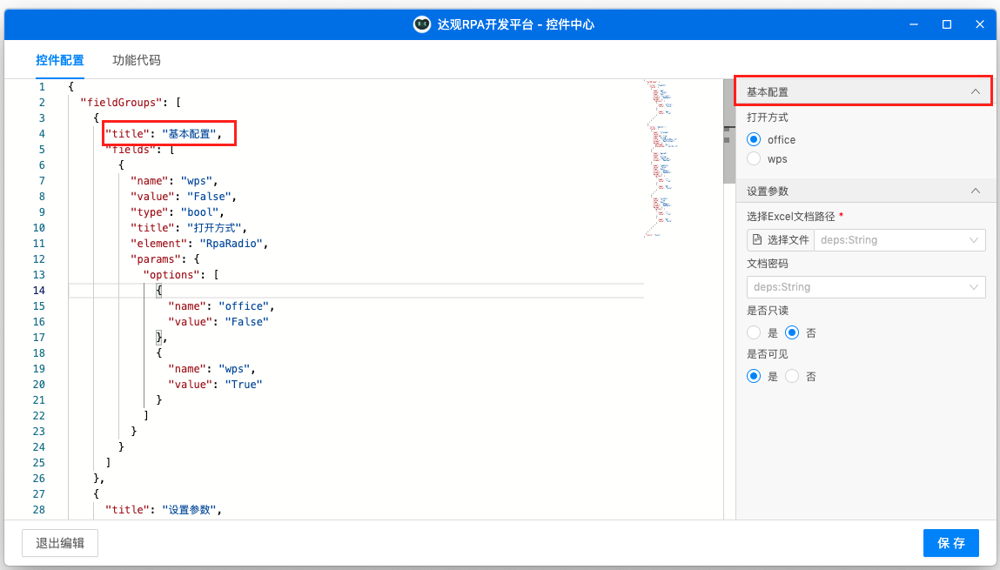 达观RPA开发平台 - 控件中心
控件配置 功能代码
1 {
2 "fieldGroups": [
3 {
4 "title": "基本配置",
5 "fields": [
6 {
7 "name": "wps",
8 "value": "False",
9 "type": "bool",
10 "title": "打开方式",
11 "element": "RpaRadio",
12 "params": {
13 "options": [
14 {
15 "name": "office",
16 "value": "False"
17 },
18 {
19 "name": "wps",
20 "value": "True"
21 }
22 ]
23 }
24 }
25 ]
26 },
27 {
28 "title": "设置参数",
基本配置
打开方式
office
wps
设置参数
选择Excel文档路径 *
选择文件 deps:String
文档密码
deps:String
是否只读
是 否
是否可见
是 否
退出编辑
保 存